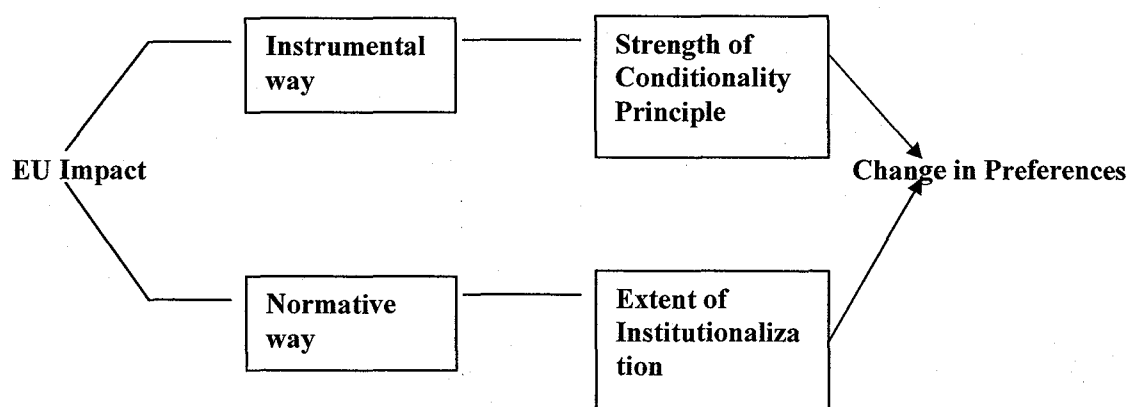 Instrumental
way
Strength of
Conditionality
Principle
EU Impact
Change in Preferences
Normative
way
Extent of
Institutionaliza
tion